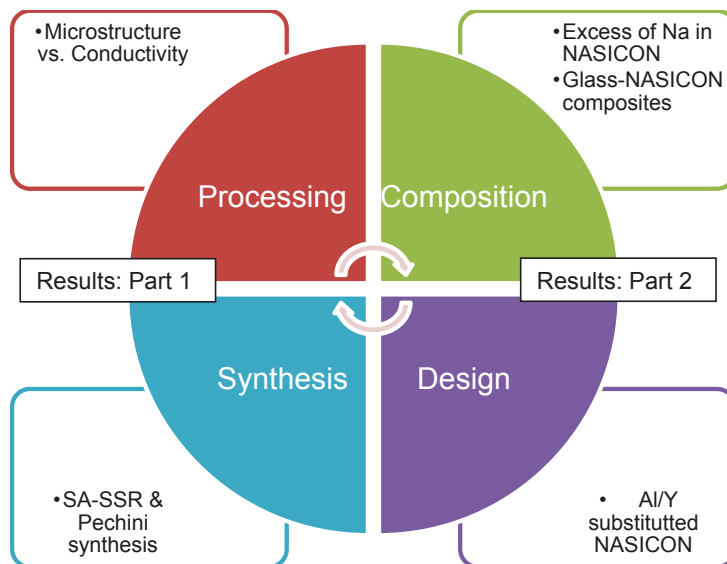 •Microstructure
vs. Conductivity
•Excess of Na in
NASICON
•Glass-NASICON
composites
Processing
Composition
Results: Part 1
Results: Part 2
Synthesis
Design
•SA-SSR &
Pechini
synthesis
• Al/Y
substitutted
NASICON